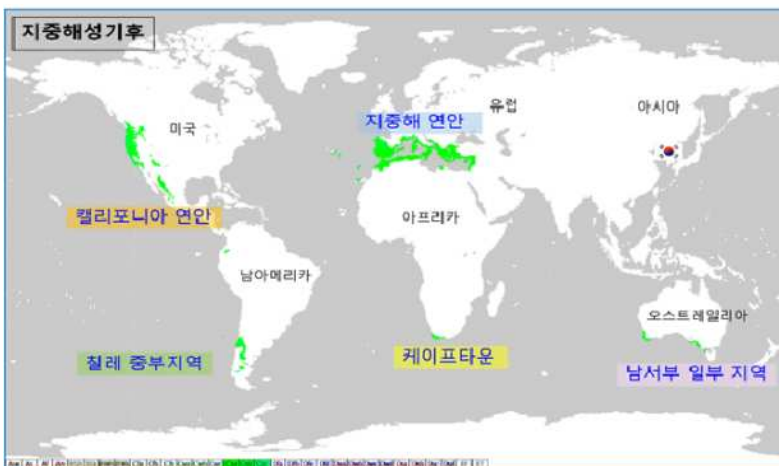 지중해성기후
유럽
아시아
미국
지중해 연안
캘리포니아 연안
아프리카
남아메리카
오스트레일리아
칠레 중부지역
케이프타운
남서부 일부 지역